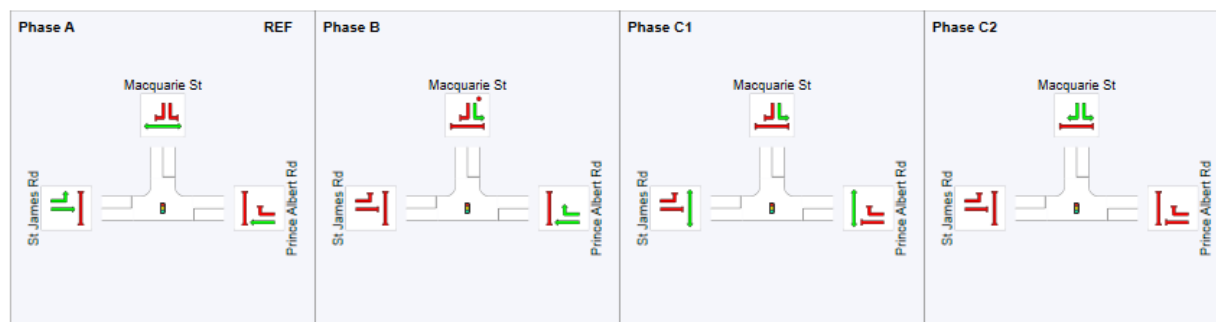 Phase A REF
Macquarie St
St James Rd
Prince Albert Rd
Phase B
Macquarie St
St James Rd
Prince Albert Rd
Phase C1
Macquarie St
St James Rd
Prince Albert Rd
Phase C2
Macquarie St
St James Rd
Prince Albert Rd